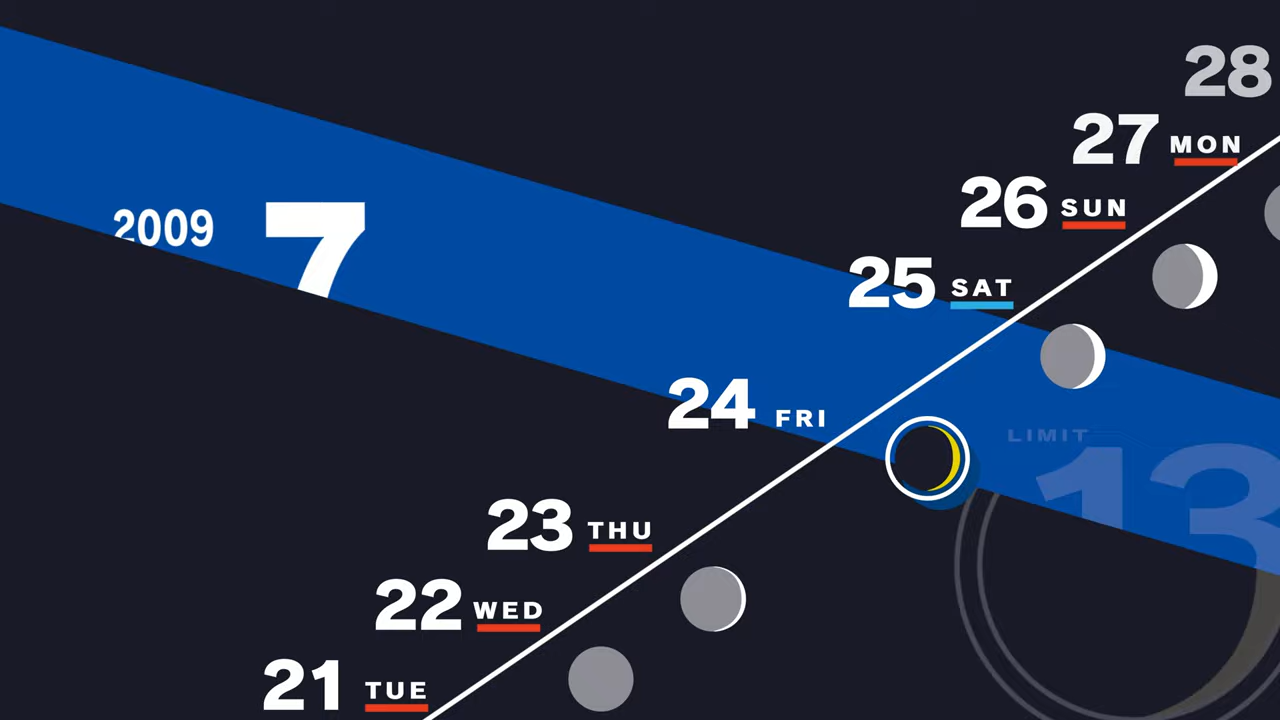 28
27 MON
26 SUN
2009 7
25 SAT
24 FRI
LIMIT
13
23 THU
22 WED
21 TUE